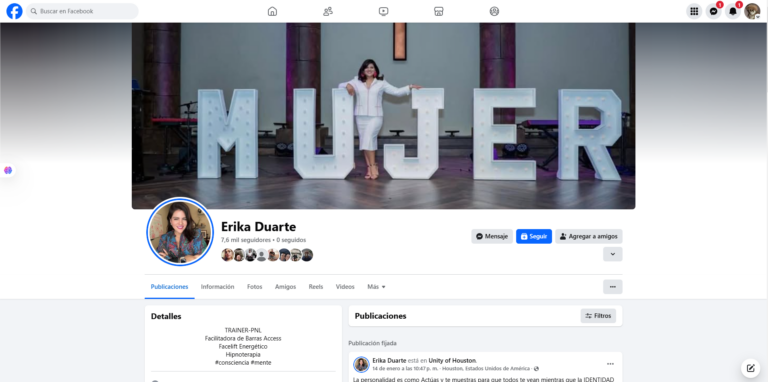 Buscar en Facebook
1
1
MUJER
Erika Duarte
7,6 mil seguidores • 0 seguidos
Mensaje
Seguir
Agregar a amigos
Publicaciones
Información
Fotos
Amigos
Reels
Videos
Más
Detalles
TRAINER-PNL
Facilitadora de Barras Access
Facelift Energético
Hipnoterapia
#consciencia #mente
Publicaciones
Filtros
Publicación fijada
Erika Duarte está en Unity of Houston.
14 de enero a las 10:47 p. m. · Houston, Estados Unidos de América ·
La personalidad es como Actúas y te muestras para que todos te vean mientras que la IDENTIDAD